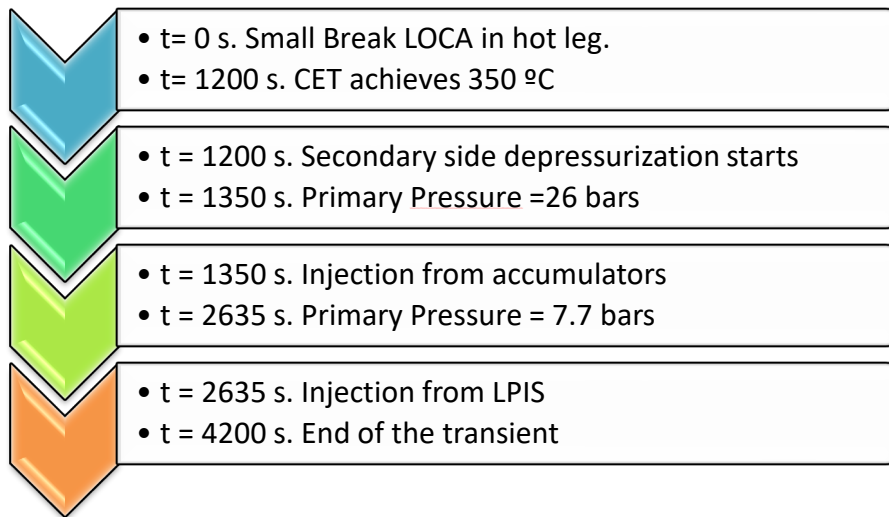 • t= 0 s. Small Break LOCA in hot leg.
• t= 1200 s. CET achieves 350 ºC
• t = 1200 s. Secondary side depressurization starts
• t = 1350 s. Primary Pressure =26 bars
• t = 1350 s. Injection from accumulators
• t = 2635 s. Primary Pressure = 7.7 bars
• t = 2635 s. Injection from LPIS
• t = 4200 s. End of the transient